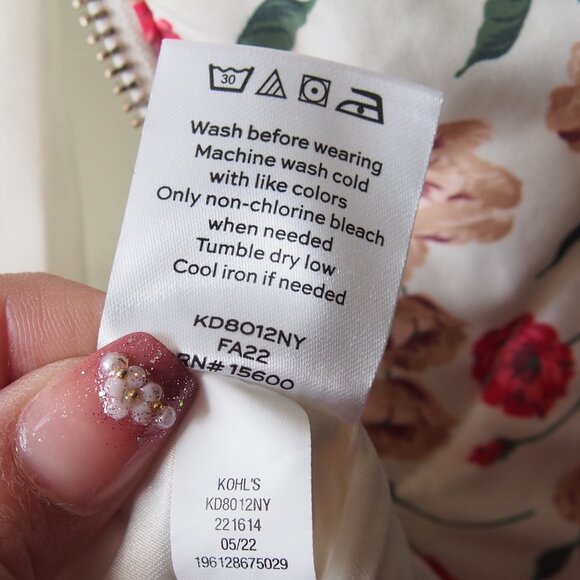 30
Wash before wearing
Machine wash cold
with like colors
Only non-chlorine bleach
when needed
Tumble dry low
Cool iron if needed
KD8012NY
FA22
RN# 15600
KOHL'S
KD8012NY
221614
05/22
196128675029